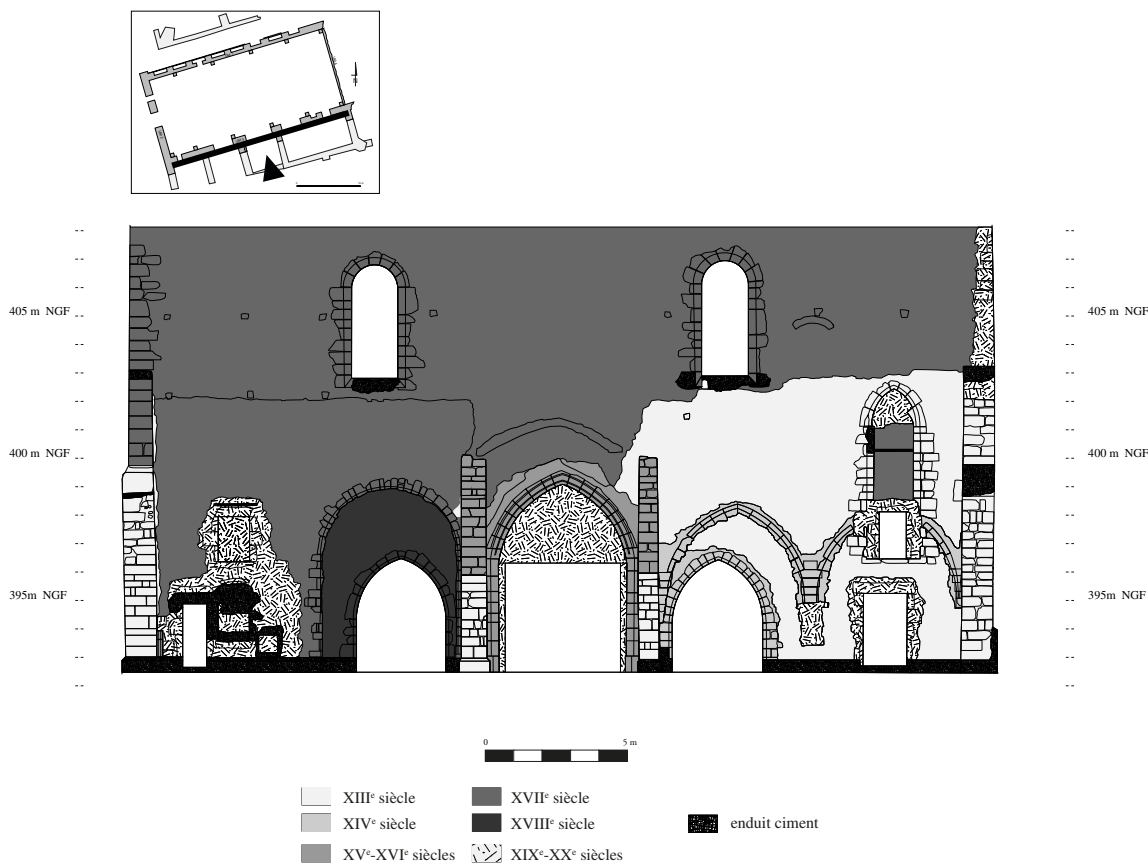 N
405 m NGF
405 m NGF
400 m NGF
400 m NGF
395m NGF
395m NGF
0
5 m
XIIIᵉ siècle
XVIIᵉ siècle
XIVᵉ siècle
XVIIIᵉ siècle
enduit ciment
XVᵉ-XVIᵉ siècles
XIXᵉ-XXᵉ siècles